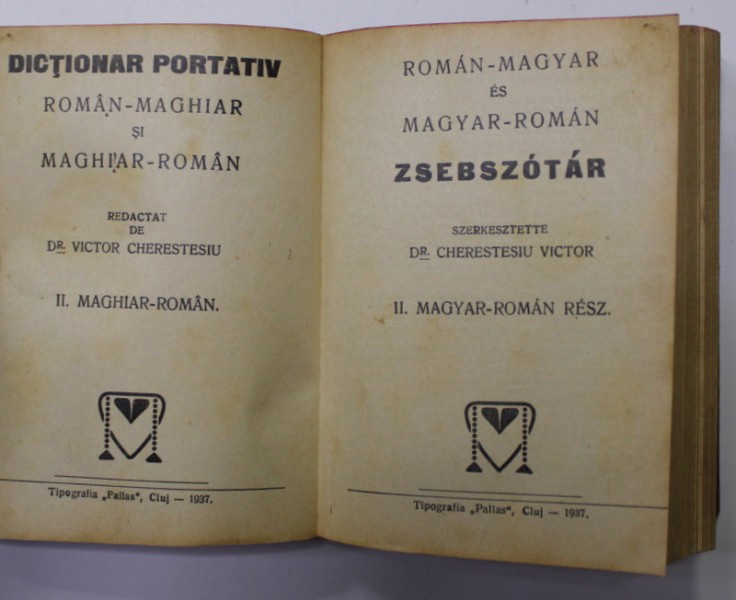 DICȚIONAR PORTATIV
ROMÂN-MAGHIAR
ȘI
MAGHIAR-ROMÂN
REDACTAT
DE
DR. VICTOR CHERESTESIU
II. MAGHIAR-ROMÂN.
Tipografia „Pallas", Cluj — 1937.
ROMÁN-MAGYAR
ÉS
MAGYAR-ROMÁN
ZSEBSZÓTÁR
SZERKESZTETTE
DR. CHERESTESIU VICTOR
II. MAGYAR-ROMÁN RÉSZ.
Tipografia „Pallas", Cluj — 1937.